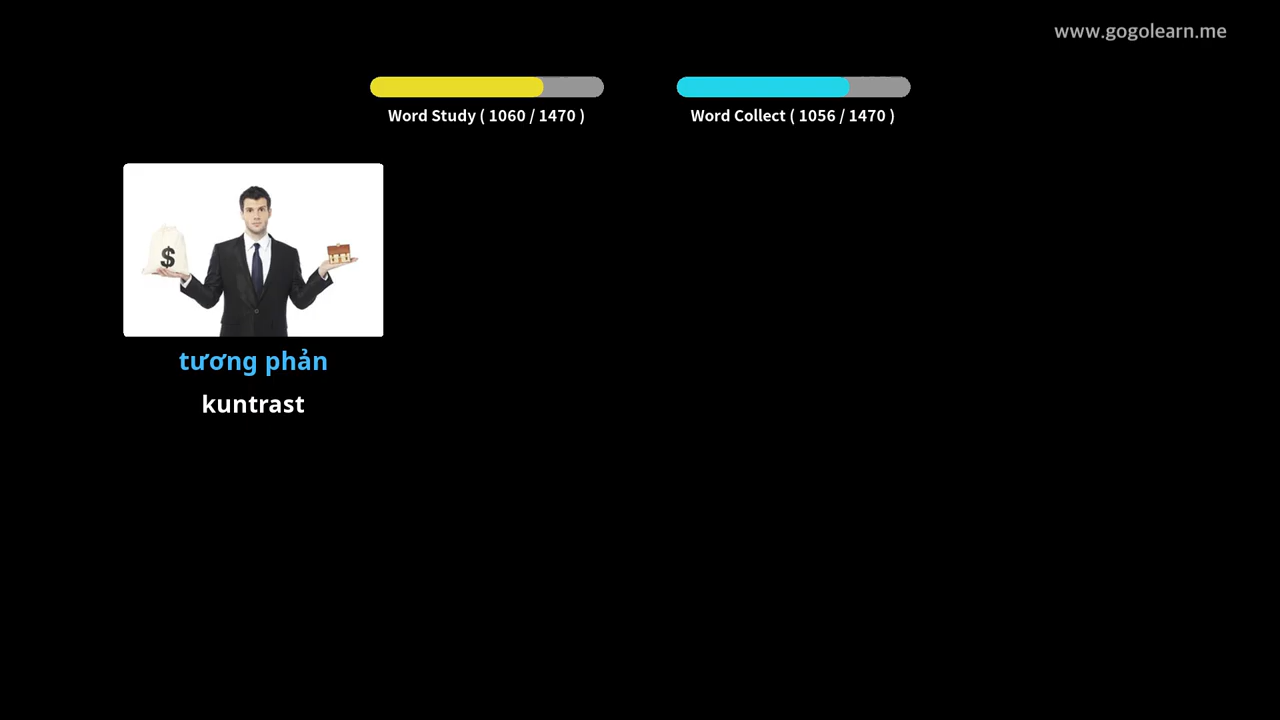 www.gogolearn.me
Word Study ( 1060 / 1470 )
Word Collect ( 1056 / 1470 )
$
tương phản
kuntrast